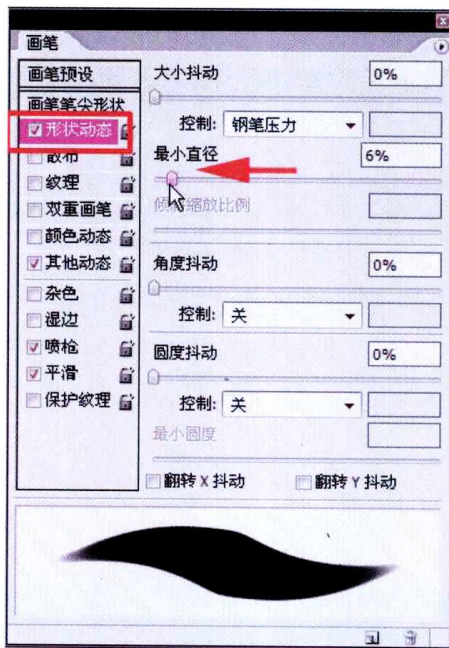 画笔
画笔预设
画笔笔尖形状
形状动态
散布
纹理
双重画笔
颜色动态
其他动态
杂色
湿边
喷枪
平滑
保护纹理
大小抖动 0%
控制: 钢笔压力
最小直径 6%
倾斜缩放比例
角度抖动 0%
控制: 关
圆度抖动 0%
控制: 关
最小圆度
翻转 X 抖动 翻转 Y 抖动